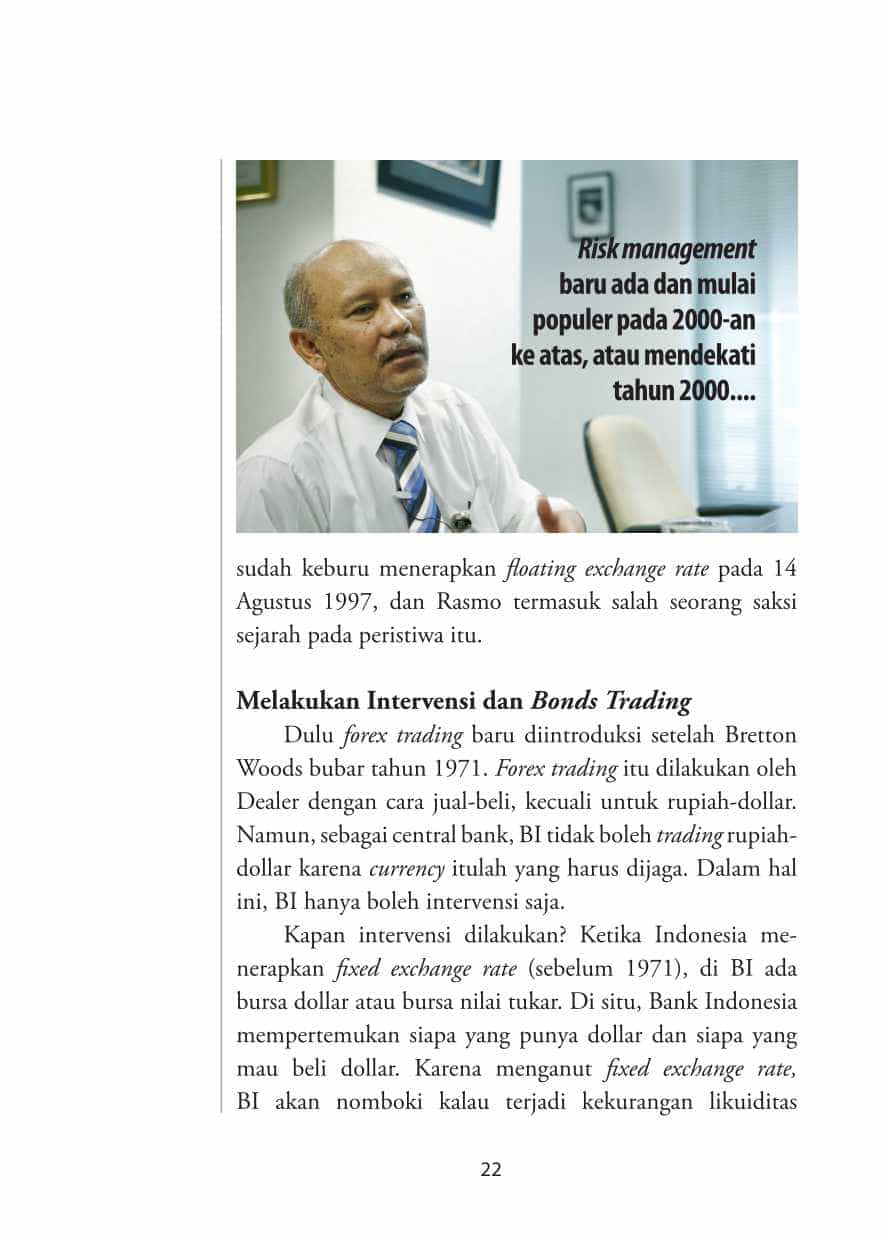 Risk management
baru ada dan mulai
populer pada 2000-an
ke atas, atau mendekati
tahun 2000....
sudah keburu menerapkan floating exchange rate pada 14
Agustus 1997, dan Rasmo termasuk salah seorang saksi
sejarah pada peristiwa itu.
Melakukan Intervensi dan Bonds Trading
Dulu forex trading baru diintroduksi setelah Bretton
Woods bubar tahun 1971. Forex trading itu dilakukan oleh
Dealer dengan cara jual-beli, kecuali untuk rupiah-dollar.
Namun, sebagai central bank, BI tidak boleh trading rupiah-
dollar karena currency itulah yang harus dijaga. Dalam hal
ini, BI hanya boleh intervensi saja.
Kapan intervensi dilakukan? Ketika Indonesia me-
nerapkan fixed exchange rate (sebelum 1971), di BI ada
bursa dollar atau bursa nilai tukar. Di situ, Bank Indonesia
mempertemukan siapa yang punya dollar dan siapa yang
mau beli dollar. Karena menganut fixed exchange rate,
BI akan nomboki kalau terjadi kekurangan likuiditas
22